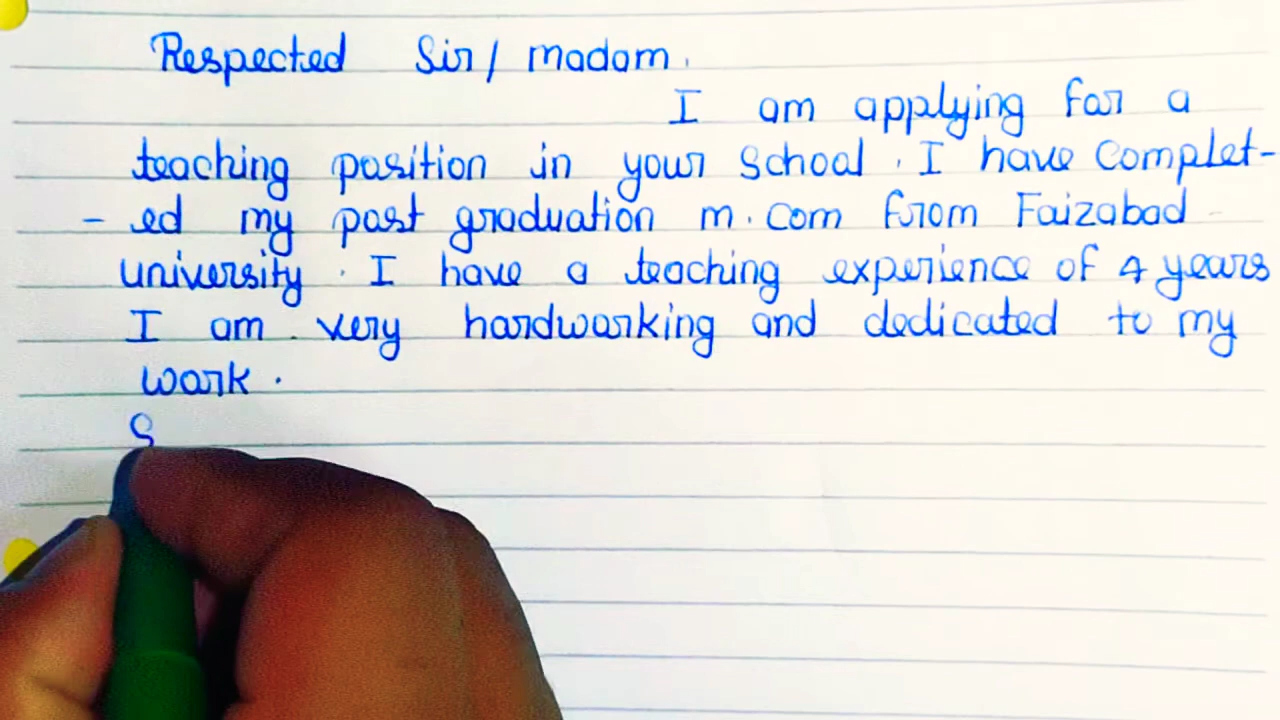 Respected Sir / Madam.
I am applying for a
teaching position in your School. I have Complet-
- ed my post graduation m. Com from Faizabad
University. I have a teaching experience of 4 years
I am very hardworking and dedicated to my
work.
S